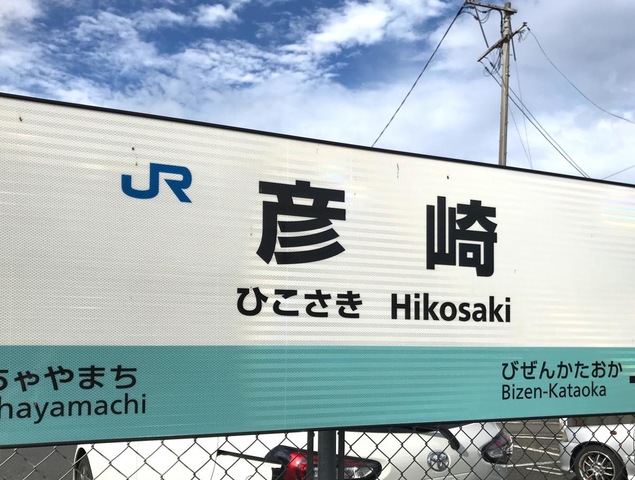 JR
彦崎
ひこさき Hikosaki
ちゃやまち
hayamachi
びぜんかたおか
Bizen-Kataoka